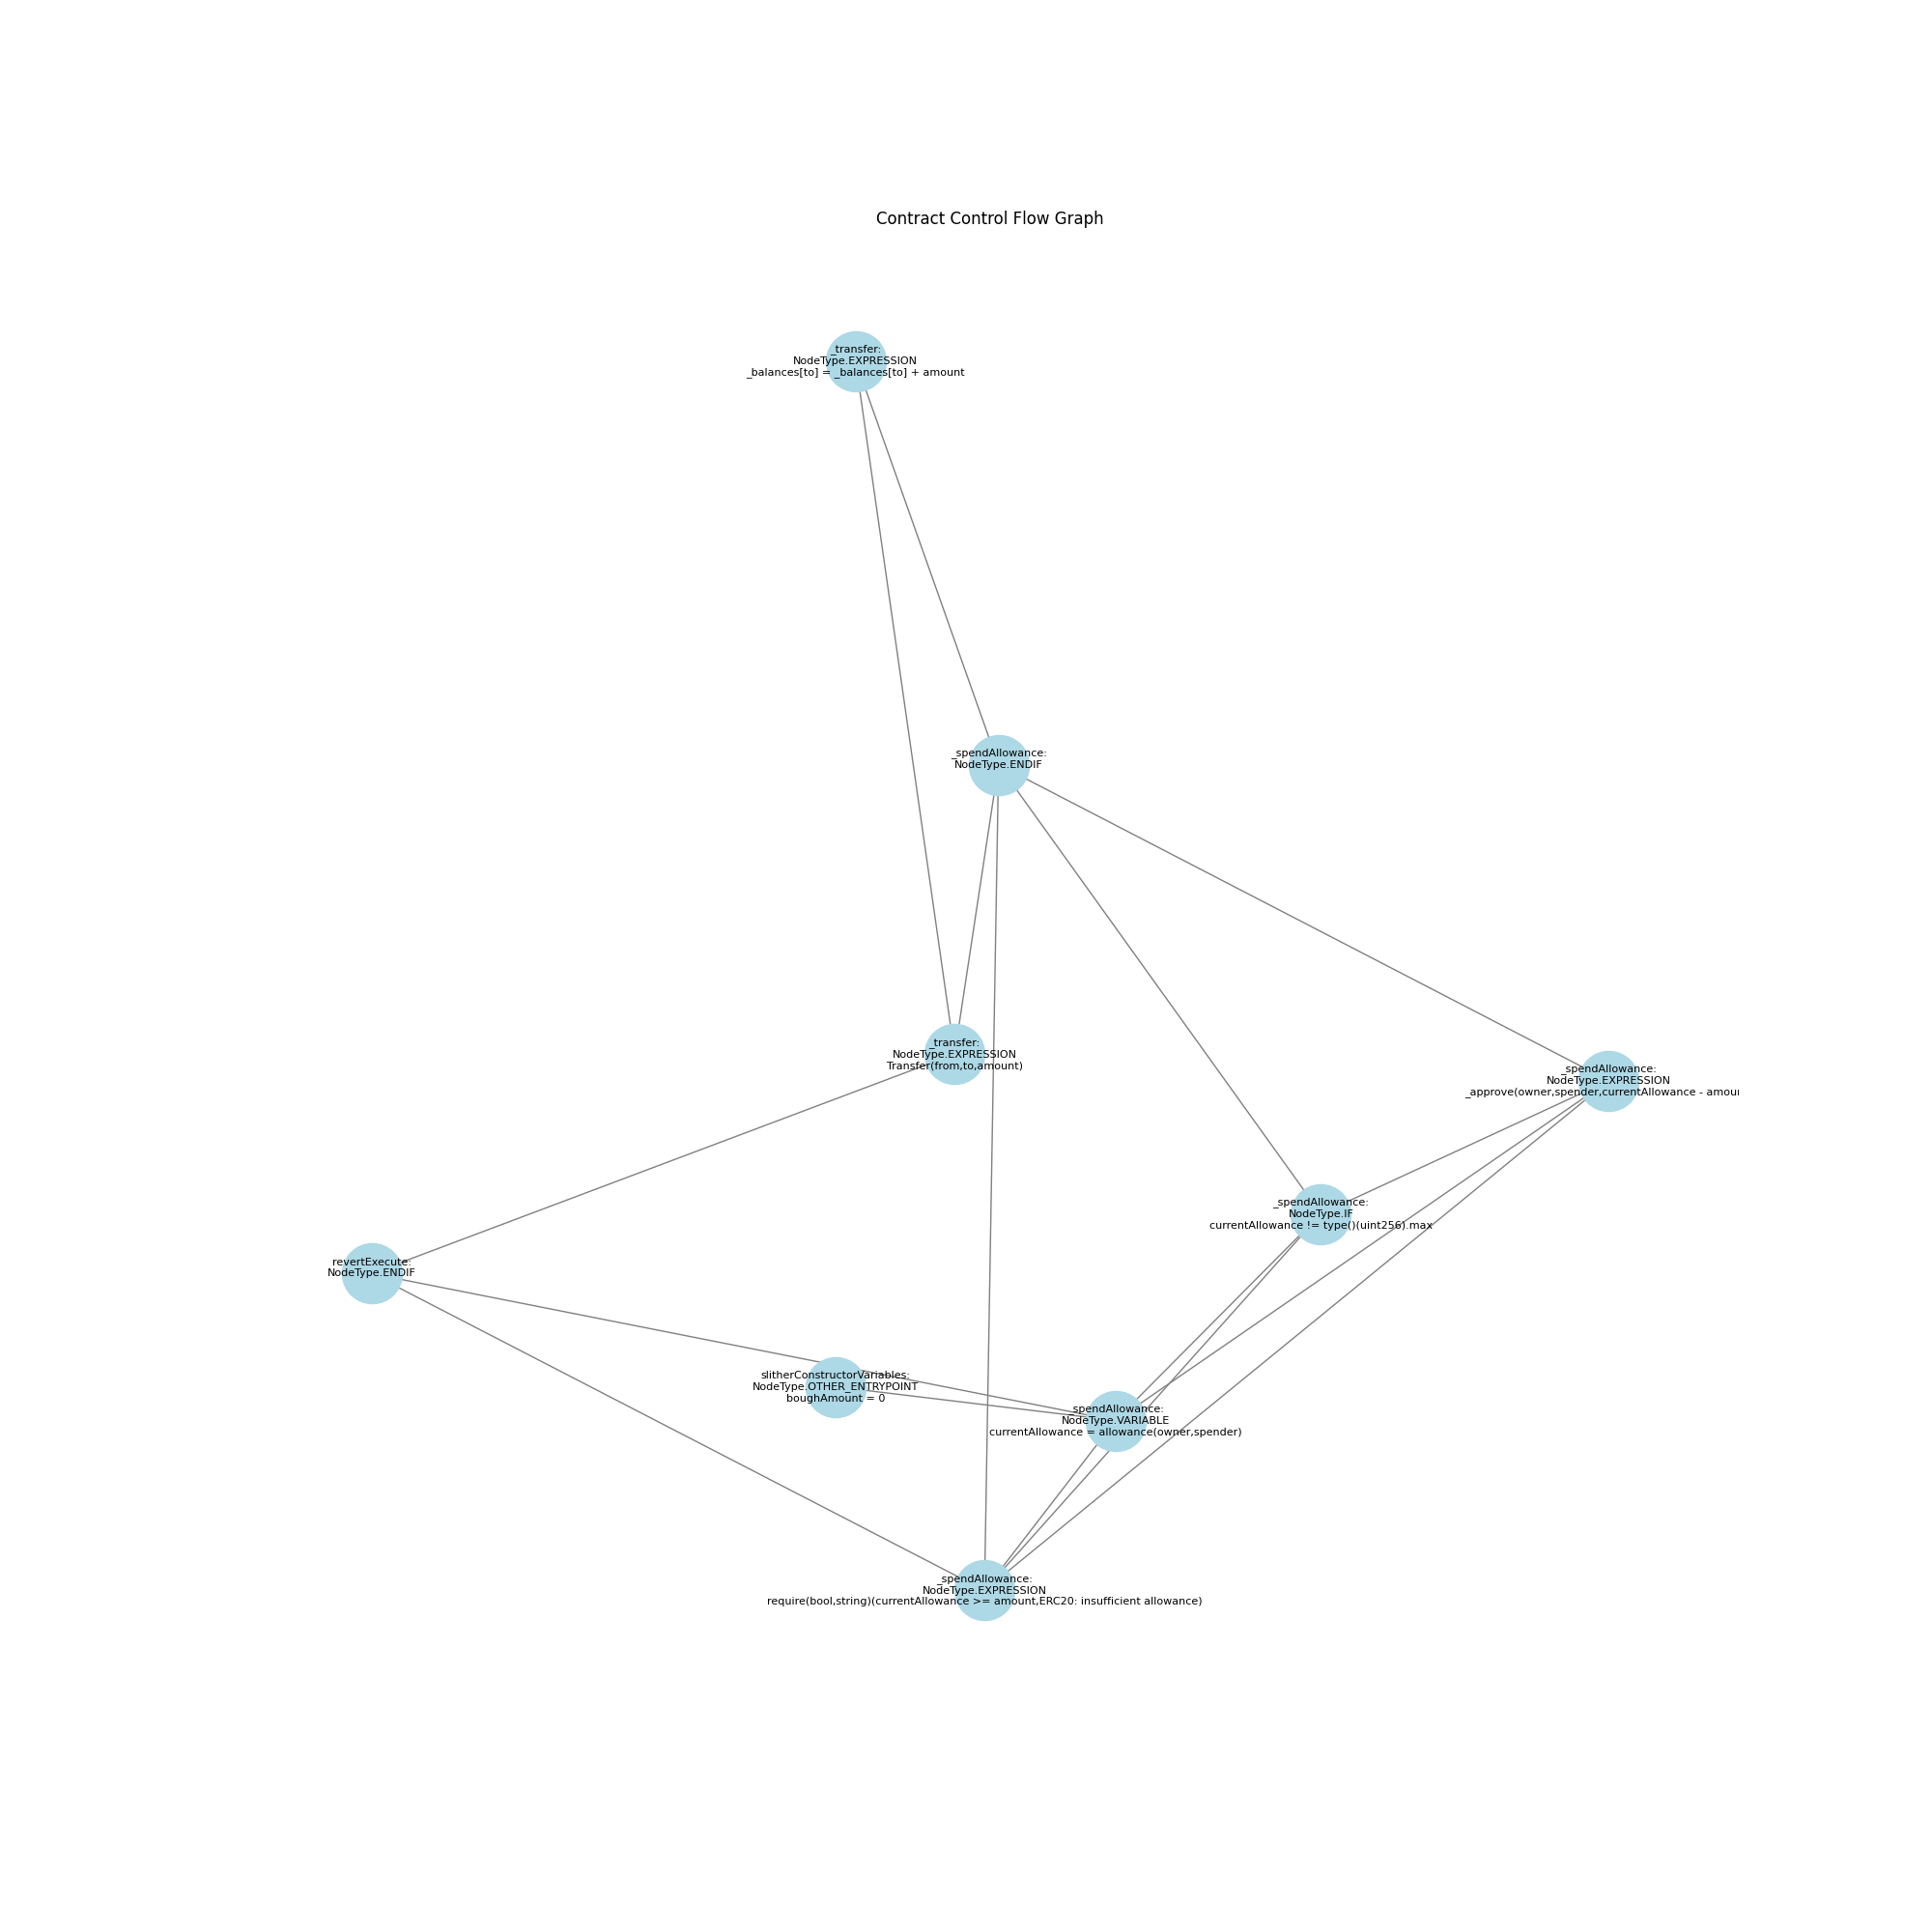 Contract Control Flow Graph
_transfer:
NodeType.EXPRESSION
_balances[to] = _balances[to] + amount
_spendAllowance:
NodeType.ENDIF
_transfer:
NodeType.EXPRESSION
Transfer(from,to,amount)
_spendAllowance:
NodeType.EXPRESSION
_approve(owner,spender,currentAllowance - amou
_spendAllowance:
NodeType.IF
currentAllowance != type()(uint256).max
revertExecute:
NodeType.ENDIF
slitherConstructorVariables:
NodeType.OTHER_ENTRYPOINT
boughAmount = 0
_spendAllowance:
NodeType.VARIABLE
currentAllowance = allowance(owner,spender)
_spendAllowance:
NodeType.EXPRESSION
require(bool,string)(currentAllowance >= amount,ERC20: insufficient allowance)